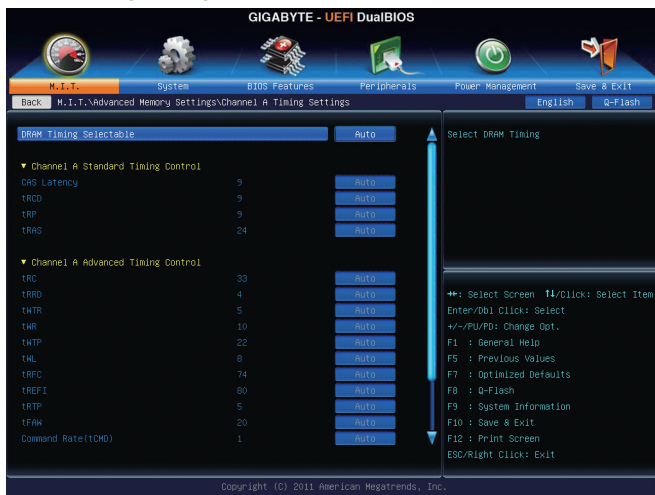 GIGABYTE - UEFI DualBIOS
M.I.T. System BIOS Features Peripherals Power Management Save & Exit
Back M.I.T.\Advanced Memory Settings\Channel A Timing Settings English Q-Flash
DRAM Timing Selectable Auto
Select DRAM Timing
▼ Channel A Standard Timing Control
CAS Latency 9 Auto
tRCD 9 Auto
tRP 9 Auto
tRAS 24 Auto
▼ Channel A Advanced Timing Control
tRC 33 Auto
tRRD 4 Auto
tWTR 5 Auto
tWR 10 Auto
tWTP 22 Auto
tWL 8 Auto
tRFC 74 Auto
tREFI 80 Auto
tRTP 5 Auto
tFAW 20 Auto
Command Rate(tCMD) 1 Auto
→←: Select Screen ↑↓/Click: Select Item
Enter/Dbl Click: Select
+/-/PU/PD: Change Opt.
F1 : General Help
F5 : Previous Values
F7 : Optimized Defaults
F8 : Q-Flash
F9 : System Information
F10 : Save & Exit
F12 : Print Screen
ESC/Right Click: Exit
Copyright (C) 2011 American Megatrends, Inc.